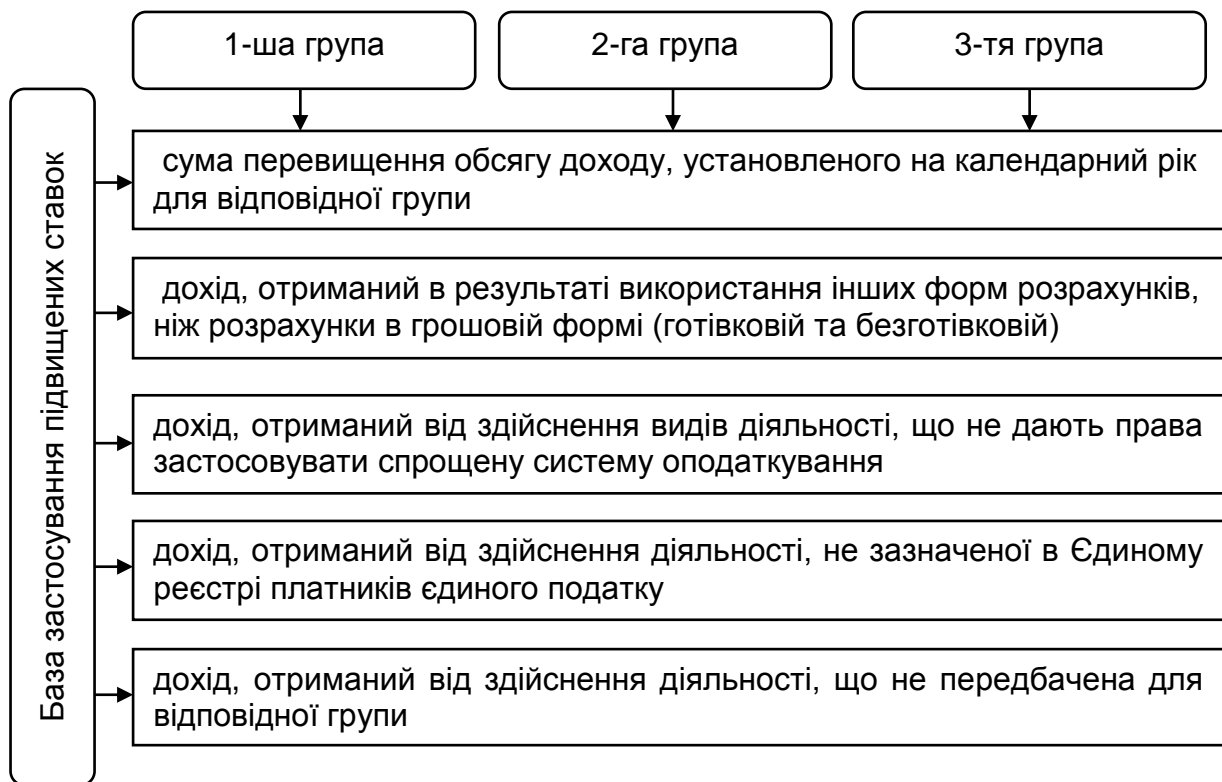 1-ша група
2-га група
3-тя група
База застосування підвищених ставок
сума перевищення обсягу доходу, установленого на календарний рік
для відповідної групи
дохід, отриманий в результаті використання інших форм розрахунків,
ніж розрахунки в грошовій формі (готівковій та безготівковій)
дохід, отриманий від здійснення видів діяльності, що не дають права
застосовувати спрощену систему оподаткування
дохід, отриманий від здійснення діяльності, не зазначеної в Єдиному
реєстрі платників єдиного податку
дохід, отриманий від здійснення діяльності, що не передбачена для
відповідної групи